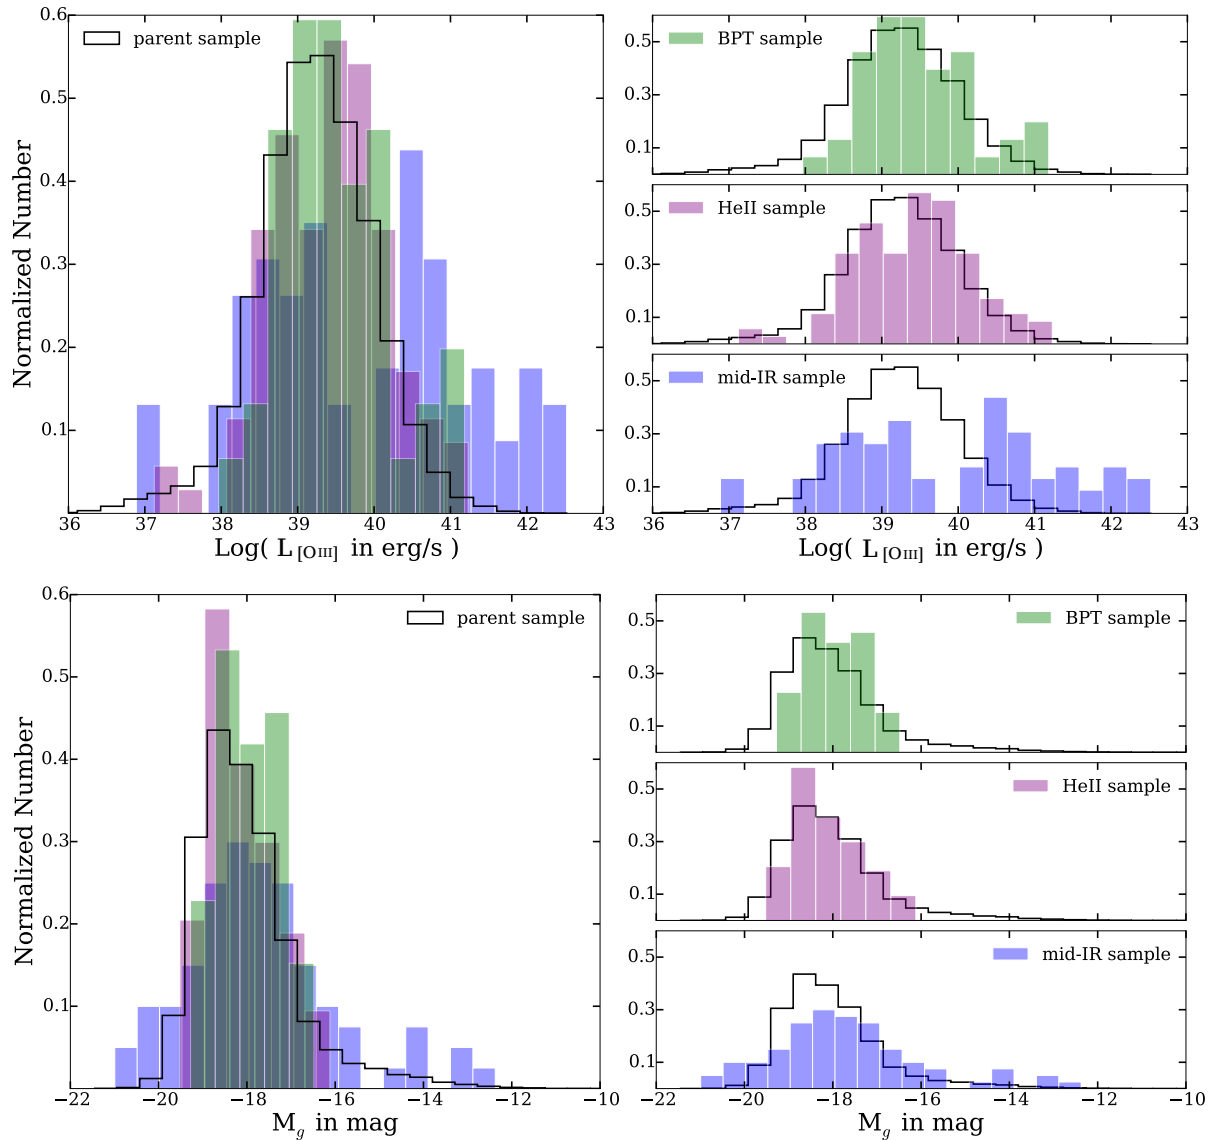 0.6
0.5
0.4
0.3
0.2
0.1
Normalized Number
parent sample
36 37 38 39 40 41 42 43
Log( L[OIII] in erg/s )
0.5
0.3
0.1
BPT sample
0.5
0.3
0.1
HeII sample
0.5
0.3
0.1
mid-IR sample
36 37 38 39 40 41 42 43
Log( L[OIII] in erg/s )
0.6
0.5
0.4
0.3
0.2
0.1
Normalized Number
parent sample
−22 −20 −18 −16 −14 −12 −10
Mg in mag
0.5
0.3
0.1
BPT sample
0.5
0.3
0.1
HeII sample
0.5
0.3
0.1
mid-IR sample
−22 −20 −18 −16 −14 −12 −10
Mg in mag